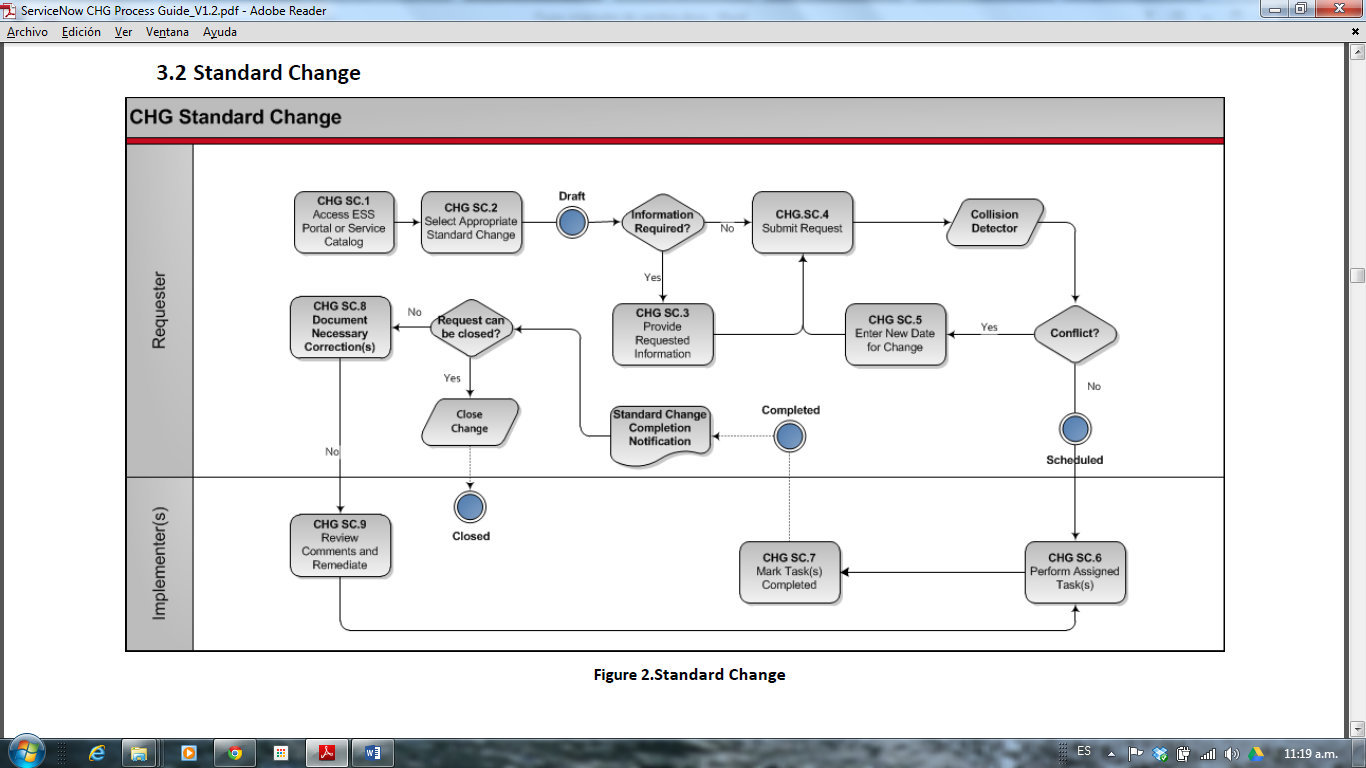 ServiceNow CHG Process Guide_V1.2.pdf - Adobe Reader
Archivo Edición Ver Ventana Ayuda
3.2 Standard Change
CHG Standard Change
Requester
CHG SC.1
Access ESS
Portal or Service
Catalog
CHG SC.2
Select Appropriate
Standard Change
Draft
Information
Required?
No
Yes
CHG.SC.4
Submit Request
Collision
Detector
CHG SC.8
Document
Necessary
Correction(s)
No
Request can
be closed?
Yes
CHG SC.3
Provide
Requested
Information
CHG SC.5
Enter New Date
for Change
Yes
Conflict?
No
Close
Change
Standard Change
Completion
Notification
Completed
Scheduled
No
Implementer(s)
CHG SC.9
Review
Comments and
Remediate
Closed
CHG SC.7
Mark Task(s)
Completed
CHG SC.6
Perform Assigned
Task(s)
Figure 2.Standard Change
ES
11:19 a.m.